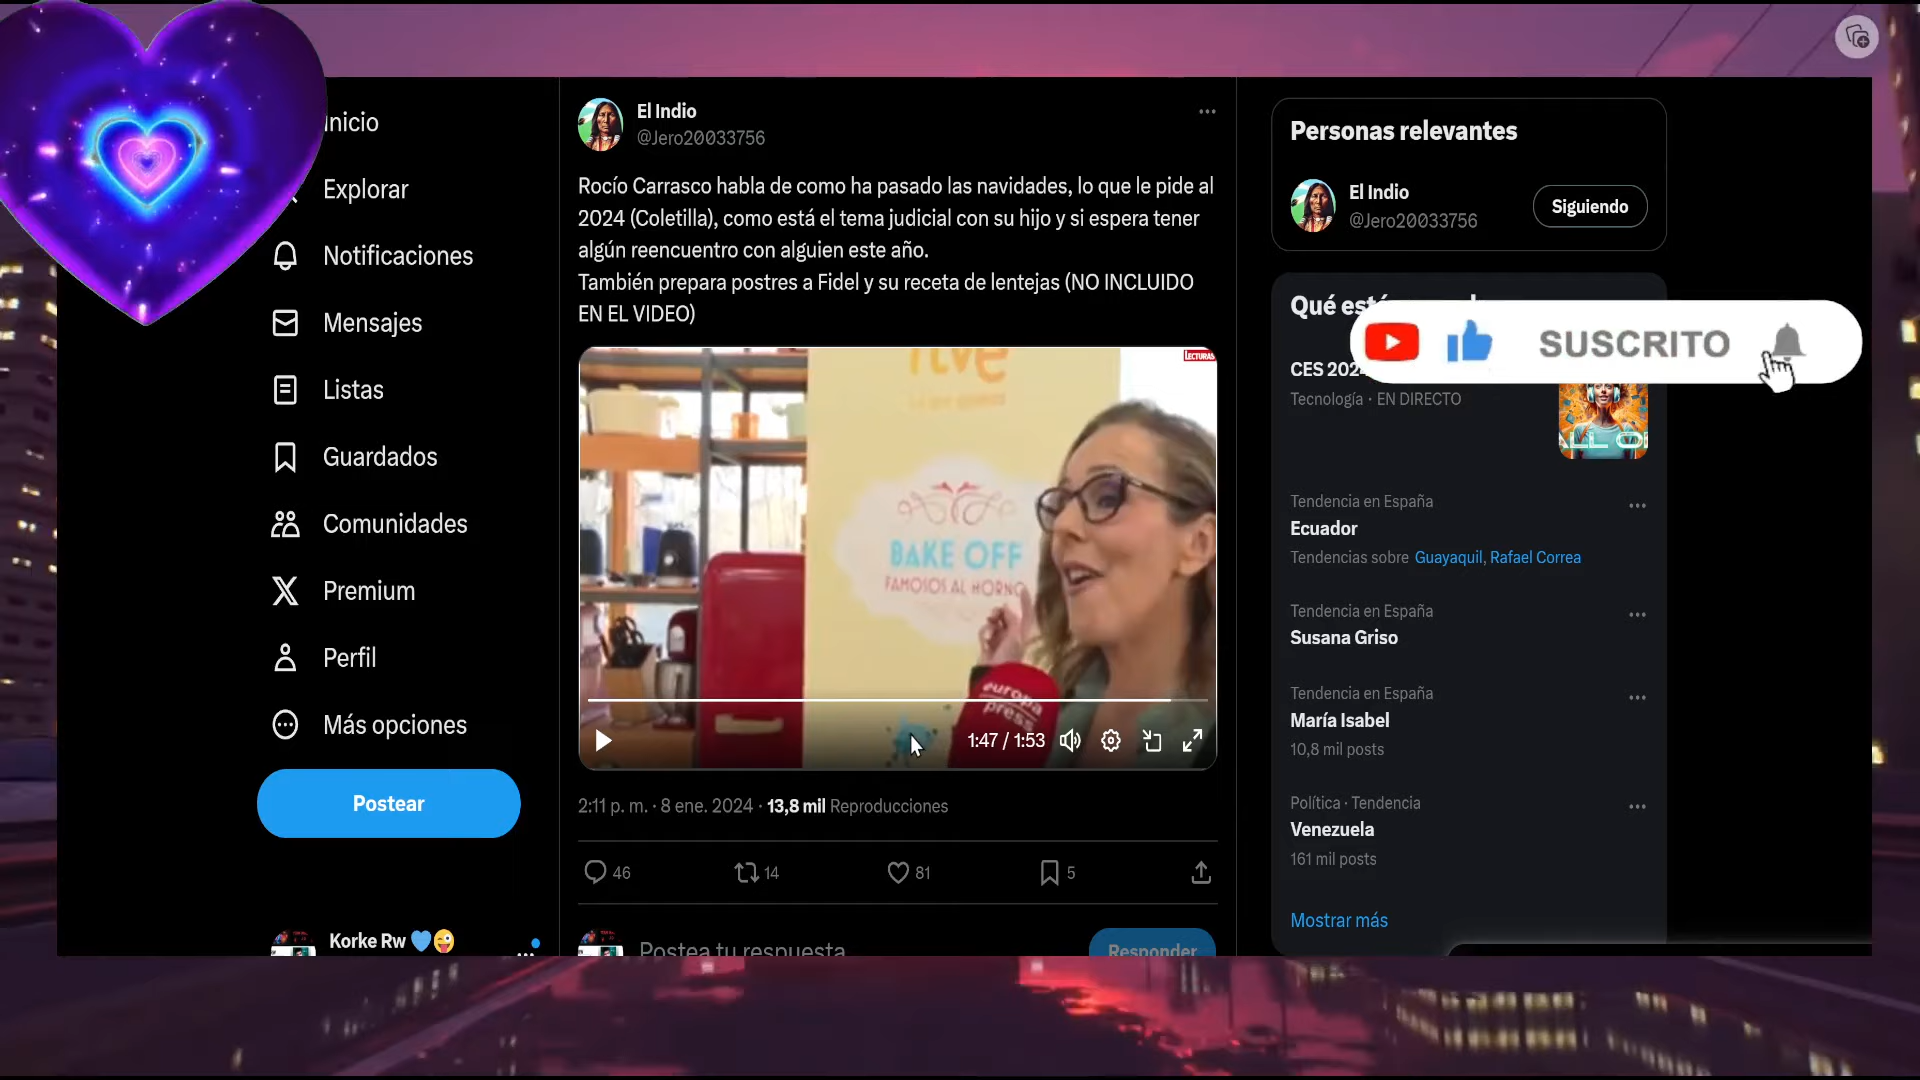 Inicio
Explorar
Notificaciones
Mensajes
Listas
Guardados
Comunidades
Premium
Perfil
Más opciones
Postear
Korke Rw
El Indio
@Jero20033756
Rocío Carrasco habla de como ha pasado las navidades, lo que le pide al
2024 (Coletilla), como está el tema judicial con su hijo y si espera tener
algún reencuentro con alguien este año.
También prepara postres a Fidel y su receta de lentejas (NO INCLUIDO
EN EL VIDEO)
LECTURAS
rtve
BAKE OFF
FAMOSOS AL HORNO
europa
press
1:47 / 1:53
2:11 p. m. · 8 ene. 2024 · 13,8 mil Reproducciones
46 14 81 5
Postea tu respuesta
Responder
Personas relevantes
El Indio
@Jero20033756
Siguiendo
Qué
SUSCRITO
CES 2024
Tecnología · EN DIRECTO
Tendencia en España
Ecuador
Tendencias sobre Guayaquil, Rafael Correa
Tendencia en España
Susana Griso
Tendencia en España
María Isabel
10,8 mil posts
Política · Tendencia
Venezuela
161 mil posts
Mostrar más